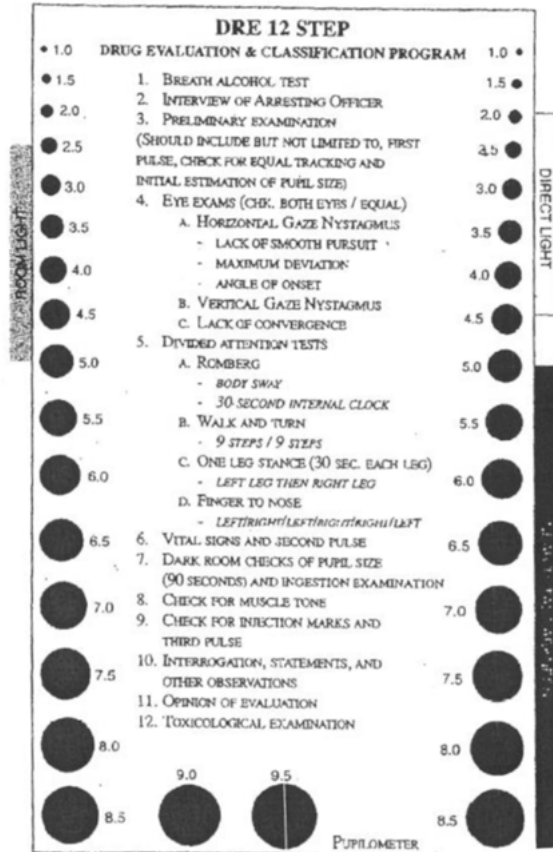 DRE 12 STEP
• 1.0 DRUG EVALUATION & CLASSIFICATION PROGRAM 1.0 •
1.5 1. BREATH ALCOHOL TEST 1.5
2. INTERVIEW OF ARRESTING OFFICER
2.0 3. PRELIMINARY EXAMINATION 2.0
(SHOULD INCLUDE BUT NOT LIMITED TO, FIRST
2.5 PULSE, CHECK FOR EQUAL TRACKING AND 3.5
INITIAL ESTIMATION OF PUPIL SIZE)
3.0 4. EYE EXAMS (CHK. BOTH EYES / EQUAL) 3.0
A. HORIZONTAL GAZE NYSTAGMUS
3.5 - LACK OF SMOOTH PURSUIT 3.5
- MAXIMUM DEVIATION
4.0 - ANGLE OF ONSET 4.0
B. VERTICAL GAZE NYSTAGMUS
4.5 C. LACK OF CONVERGENCE 4.5
5. DIVIDED ATTENTION TESTS
5.0 A. ROMBERG 5.0
- BODY SWAY
- 30-SECOND INTERNAL CLOCK
5.5 B. WALK AND TURN 5.5
- 9 STEPS / 9 STEPS
C. ONE LEG STANCE (30 SEC. EACH LEG)
6.0 - LEFT LEG THEN RIGHT LEG 6.0
D. FINGER TO NOSE
- LEFT/RIGHT/LEFT/RIGHT/RIGHT/LEFT
6.5 6. VITAL SIGNS AND SECOND PULSE 6.5
7. DARK ROOM CHECKS OF PUPIL SIZE
(90 SECONDS) AND INGESTION EXAMINATION
7.0 8. CHECK FOR MUSCLE TONE 7.0
9. CHECK FOR INJECTION MARKS AND
THIRD PULSE
10. INTERROGATION, STATEMENTS, AND
7.5 OTHER OBSERVATIONS 7.5
11. OPINION OF EVALUATION
12. TOXICOLOGICAL EXAMINATION
8.0 8.0
9.0 9.5
8.5 8.5
PUPILOMETER
ROOM LIGHT
DIRECT LIGHT